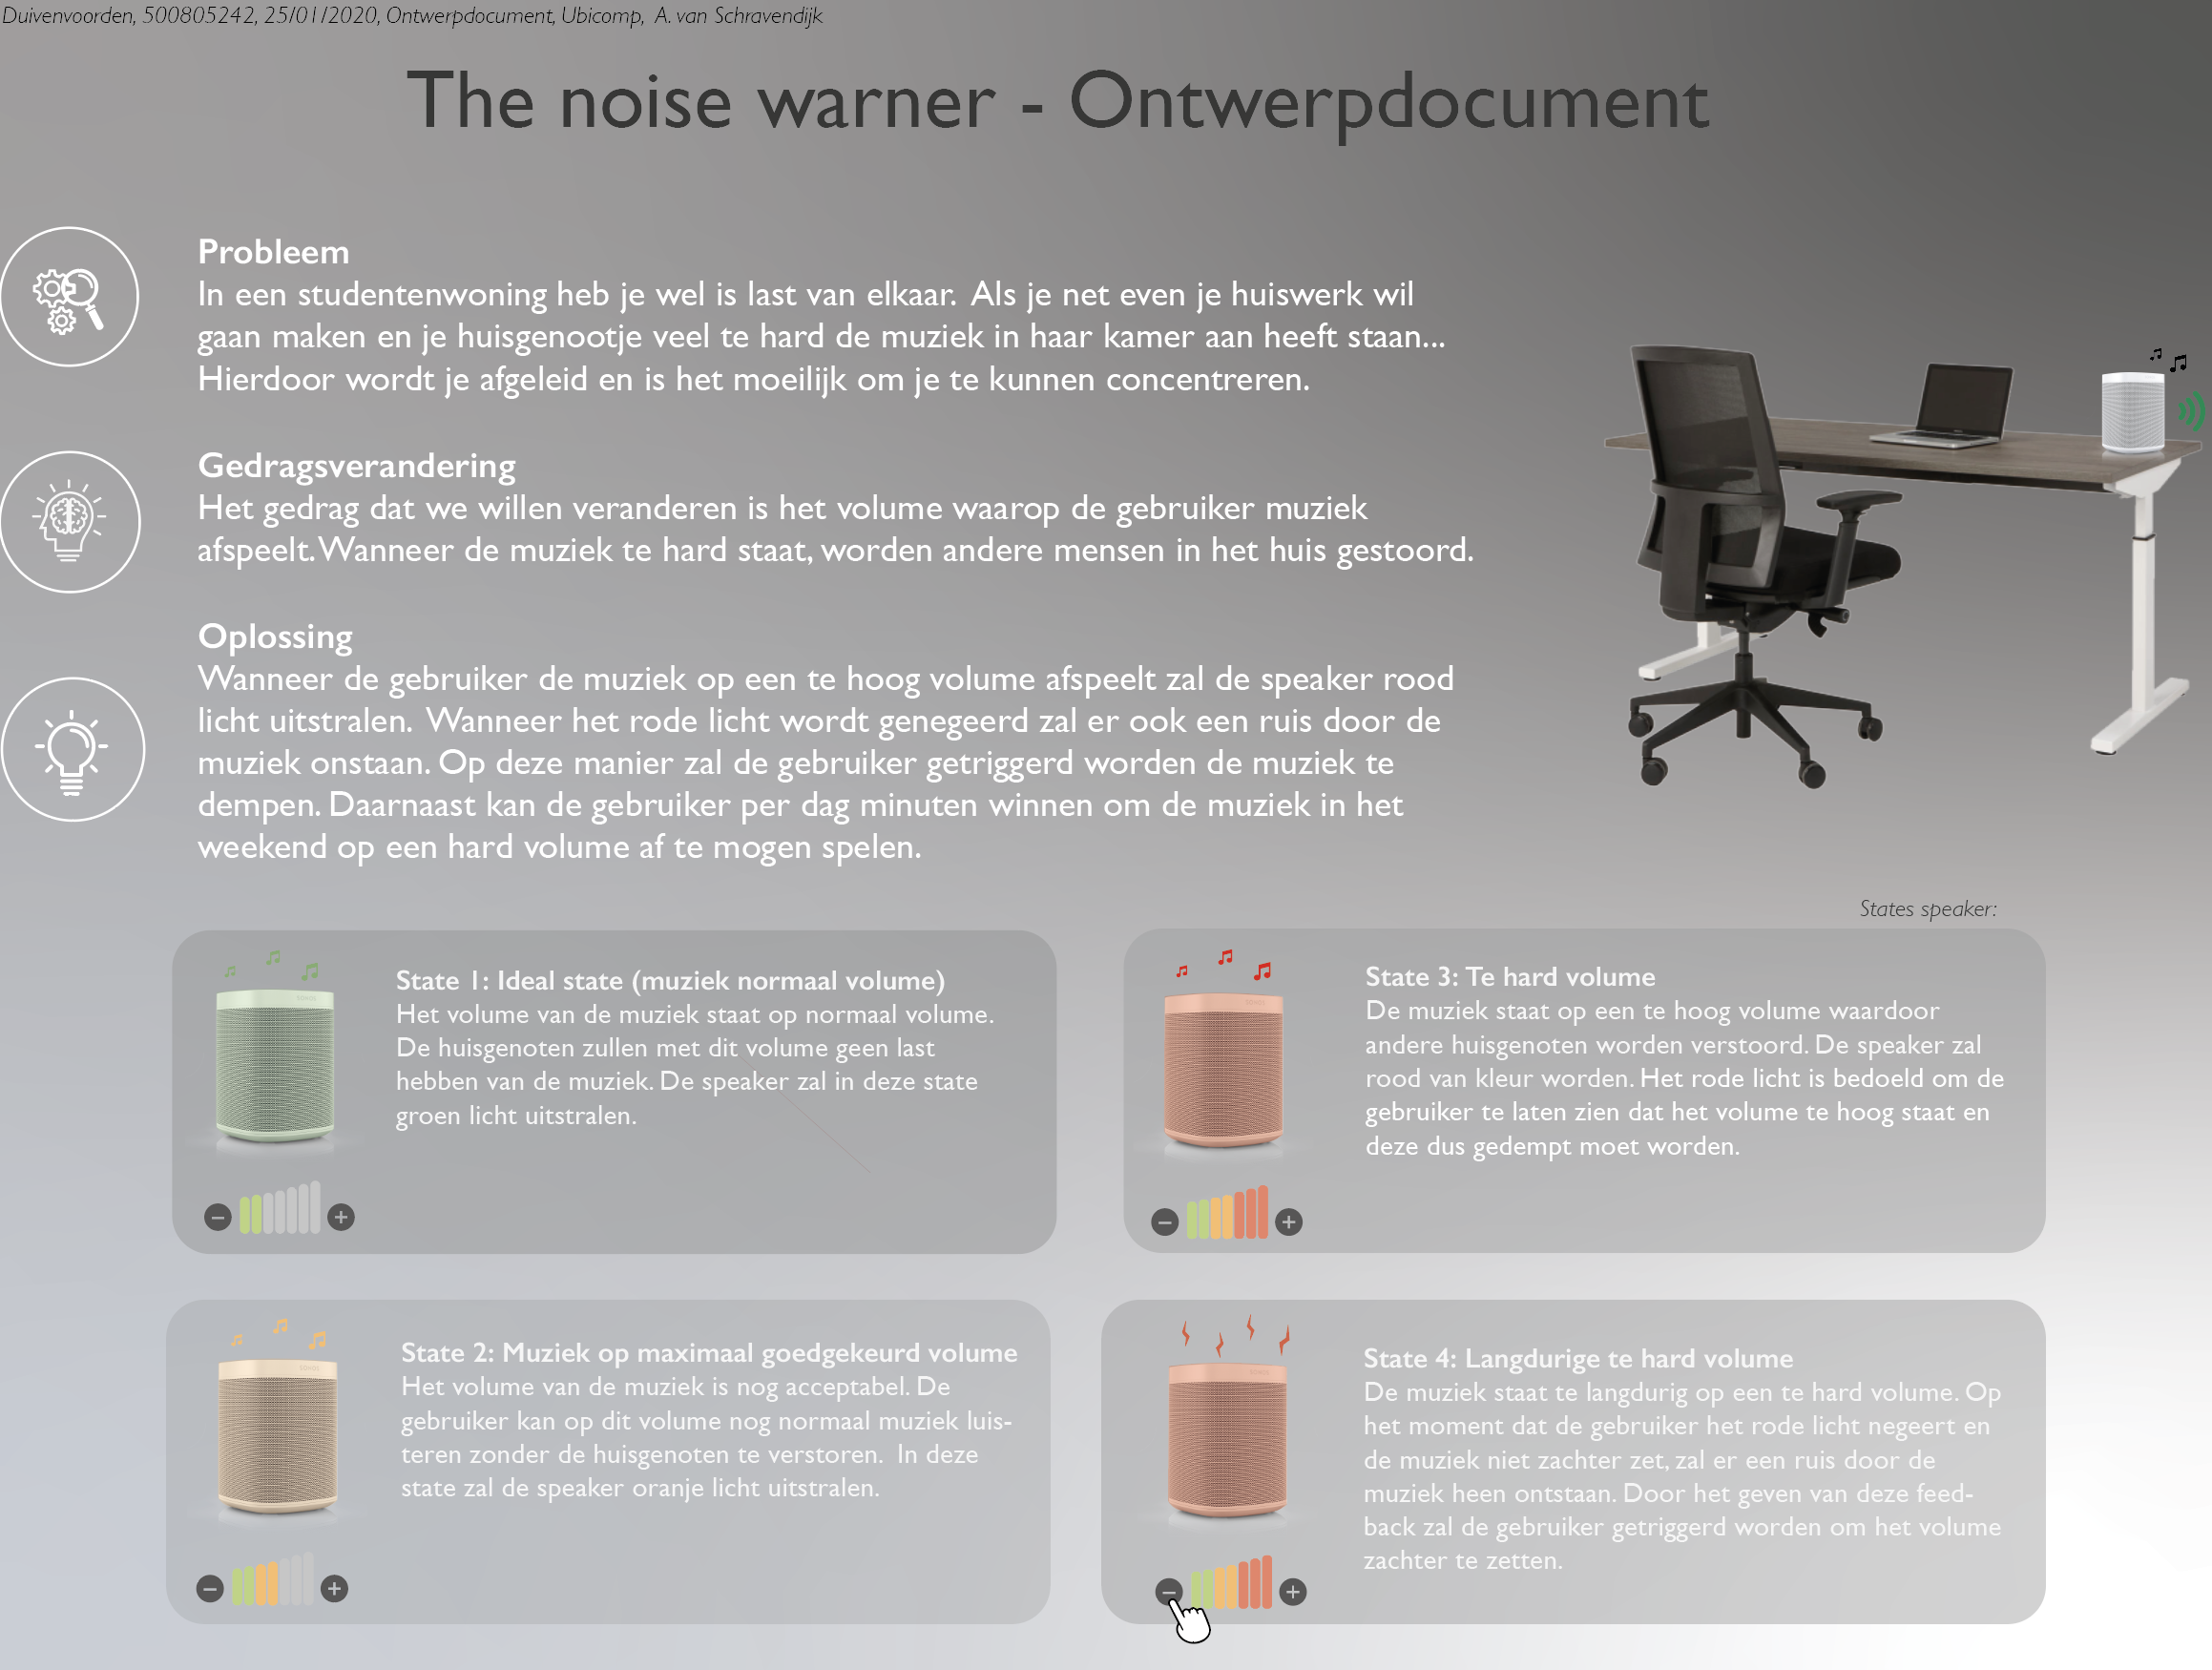 Duivenvoorden, 500805242, 25/01/2020, Ontwerpdocument, Ubicomp, A. van Schravendijk
The noise warner - Ontwerpdocument
Probleem
In een studentenwoning heb je wel is last van elkaar. Als je net even je huiswerk wil
gaan maken en je huisgenootje veel te hard de muziek in haar kamer aan heeft staan...
Hierdoor wordt je afgeleid en is het moeilijk om je te kunnen concentreren.
Gedragsverandering
Het gedrag dat we willen veranderen is het volume waarop de gebruiker muziek
afspeelt. Wanneer de muziek te hard staat, worden andere mensen in het huis gestoord.
Oplossing
Wanneer de gebruiker de muziek op een te hoog volume afspeelt zal de speaker rood
licht uitstralen. Wanneer het rode licht wordt genegeerd zal er ook een ruis door de
muziek onstaan. Op deze manier zal de gebruiker getriggerd worden de muziek te
dempen. Daarnaast kan de gebruiker per dag minuten winnen om de muziek in het
weekend op een hard volume af te mogen spelen.
States speaker:
SONOS
State 1: Ideal state (muziek normaal volume)
Het volume van de muziek staat op normaal volume.
De huisgenoten zullen met dit volume geen last
hebben van de muziek. De speaker zal in deze state
groen licht uitstralen.
SONOS
State 2: Muziek op maximaal goedgekeurd volume
Het volume van de muziek is nog acceptabel. De
gebruiker kan op dit volume nog normaal muziek luis-
teren zonder de huisgenoten te verstoren. In deze
state zal de speaker oranje licht uitstralen.
SONOS
State 3: Te hard volume
De muziek staat op een te hoog volume waardoor
andere huisgenoten worden verstoord. De speaker zal
rood van kleur worden. Het rode licht is bedoeld om de
gebruiker te laten zien dat het volume te hoog staat en
deze dus gedempt moet worden.
SONOS
State 4: Langdurige te hard volume
De muziek staat te langdurig op een te hard volume. Op
het moment dat de gebruiker het rode licht negeert en
de muziek niet zachter zet, zal er een ruis door de
muziek heen ontstaan. Door het geven van deze feed-
back zal de gebruiker getriggerd worden om het volume
zachter te zetten.